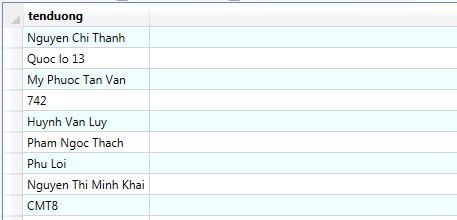 tenduong
Nguyen Chi Thanh
Quoc lo 13
My Phuoc Tan Van
742
Huynh Van Luy
Pham Ngoc Thach
Phu Loi
Nguyen Thi Minh Khai
CMT8